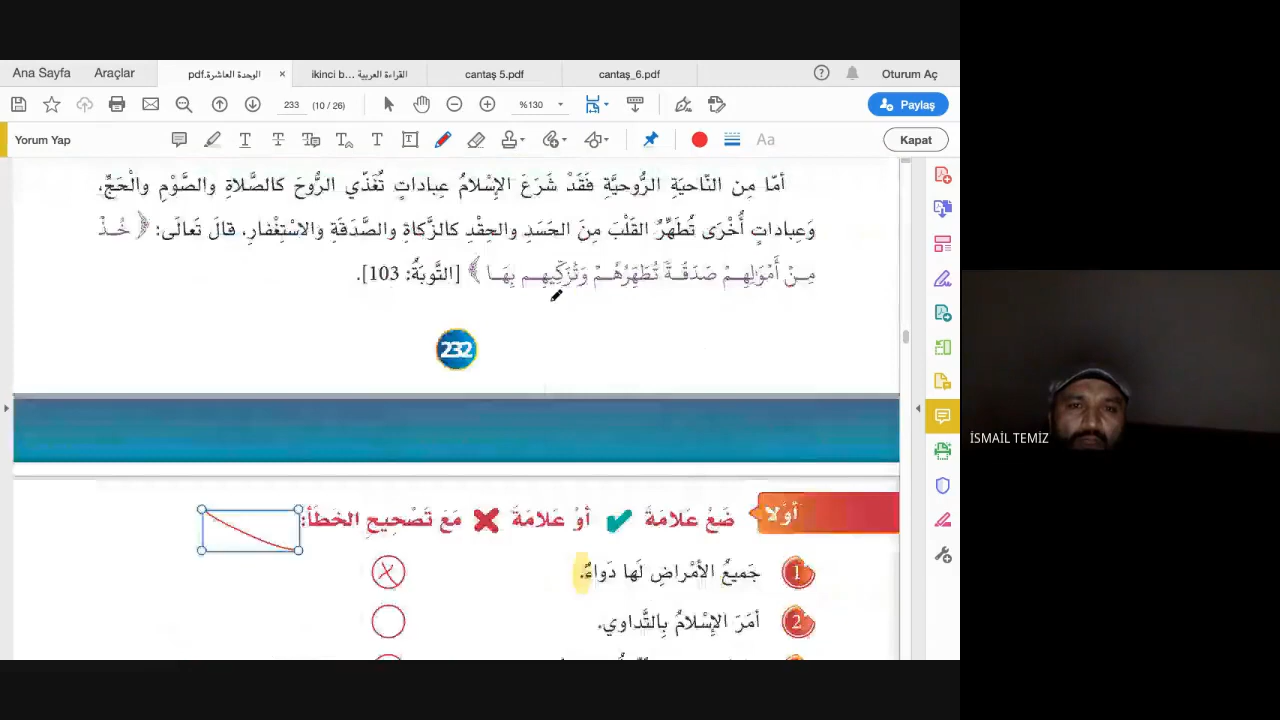 Ana Sayfa
Araçlar
الوحدة العاشرة.pdf
ikinci b... القراءة العربية
cantaş 5.pdf
cantaş_6.pdf
Oturum Aç
233
(10 / 26)
%130
Paylaş
Yorum Yap
Aa
Kapat
أمّا مِن النّاحيَةِ الرُّوحيَّةِ فَقَدْ شَرَعَ الإسْلامُ عِباداتٍ تُغَذّي الرُّوحَ كالصَّلاةِ والصَّوْمِ والْحَجِّ،
وَعِباداتٍ أُخْرَى تُطَهِّرُ القَلْبَ مِنَ الحَسَدِ والحِقْدِ كالزَّكاةِ والصَّدَقَةِ والاسْتِغْفارِ. قالَ تَعالَى: ﴿ خُذْ
مِنْ أَمْوَٰلِهِمْ صَدَقَةً تُطَهِّرُهُمْ وَتُزَكِّيهِم بِهَا ﴾ [التَّوبَةُ: 103].
232
أوّلا
ضَعْ عَلامَةَ ✔ أوْ عَلامَةَ ✖ مَعَ تَصْحيحِ الخَطَأ:
1 جَميعُ الأمْراضِ لَها دَواءٌ.
2 أمَرَ الإسْلامُ بِالتَّداوي.
İSMAİL TEMİZ